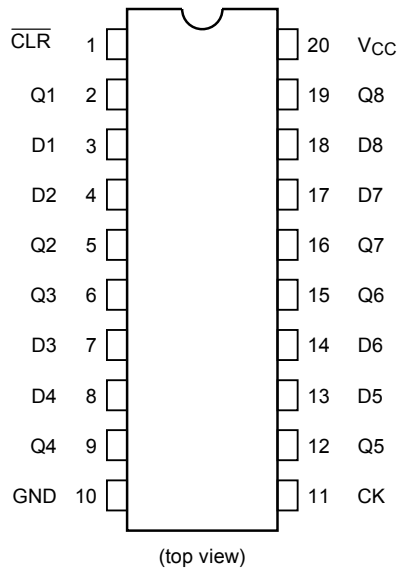 C̅L̅R̅ 1 20 VCC
Q1 2 19 Q8
D1 3 18 D8
D2 4 17 D7
Q2 5 16 Q7
Q3 6 15 Q6
D3 7 14 D6
D4 8 13 D5
Q4 9 12 Q5
GND 10 11 CK
(top view)